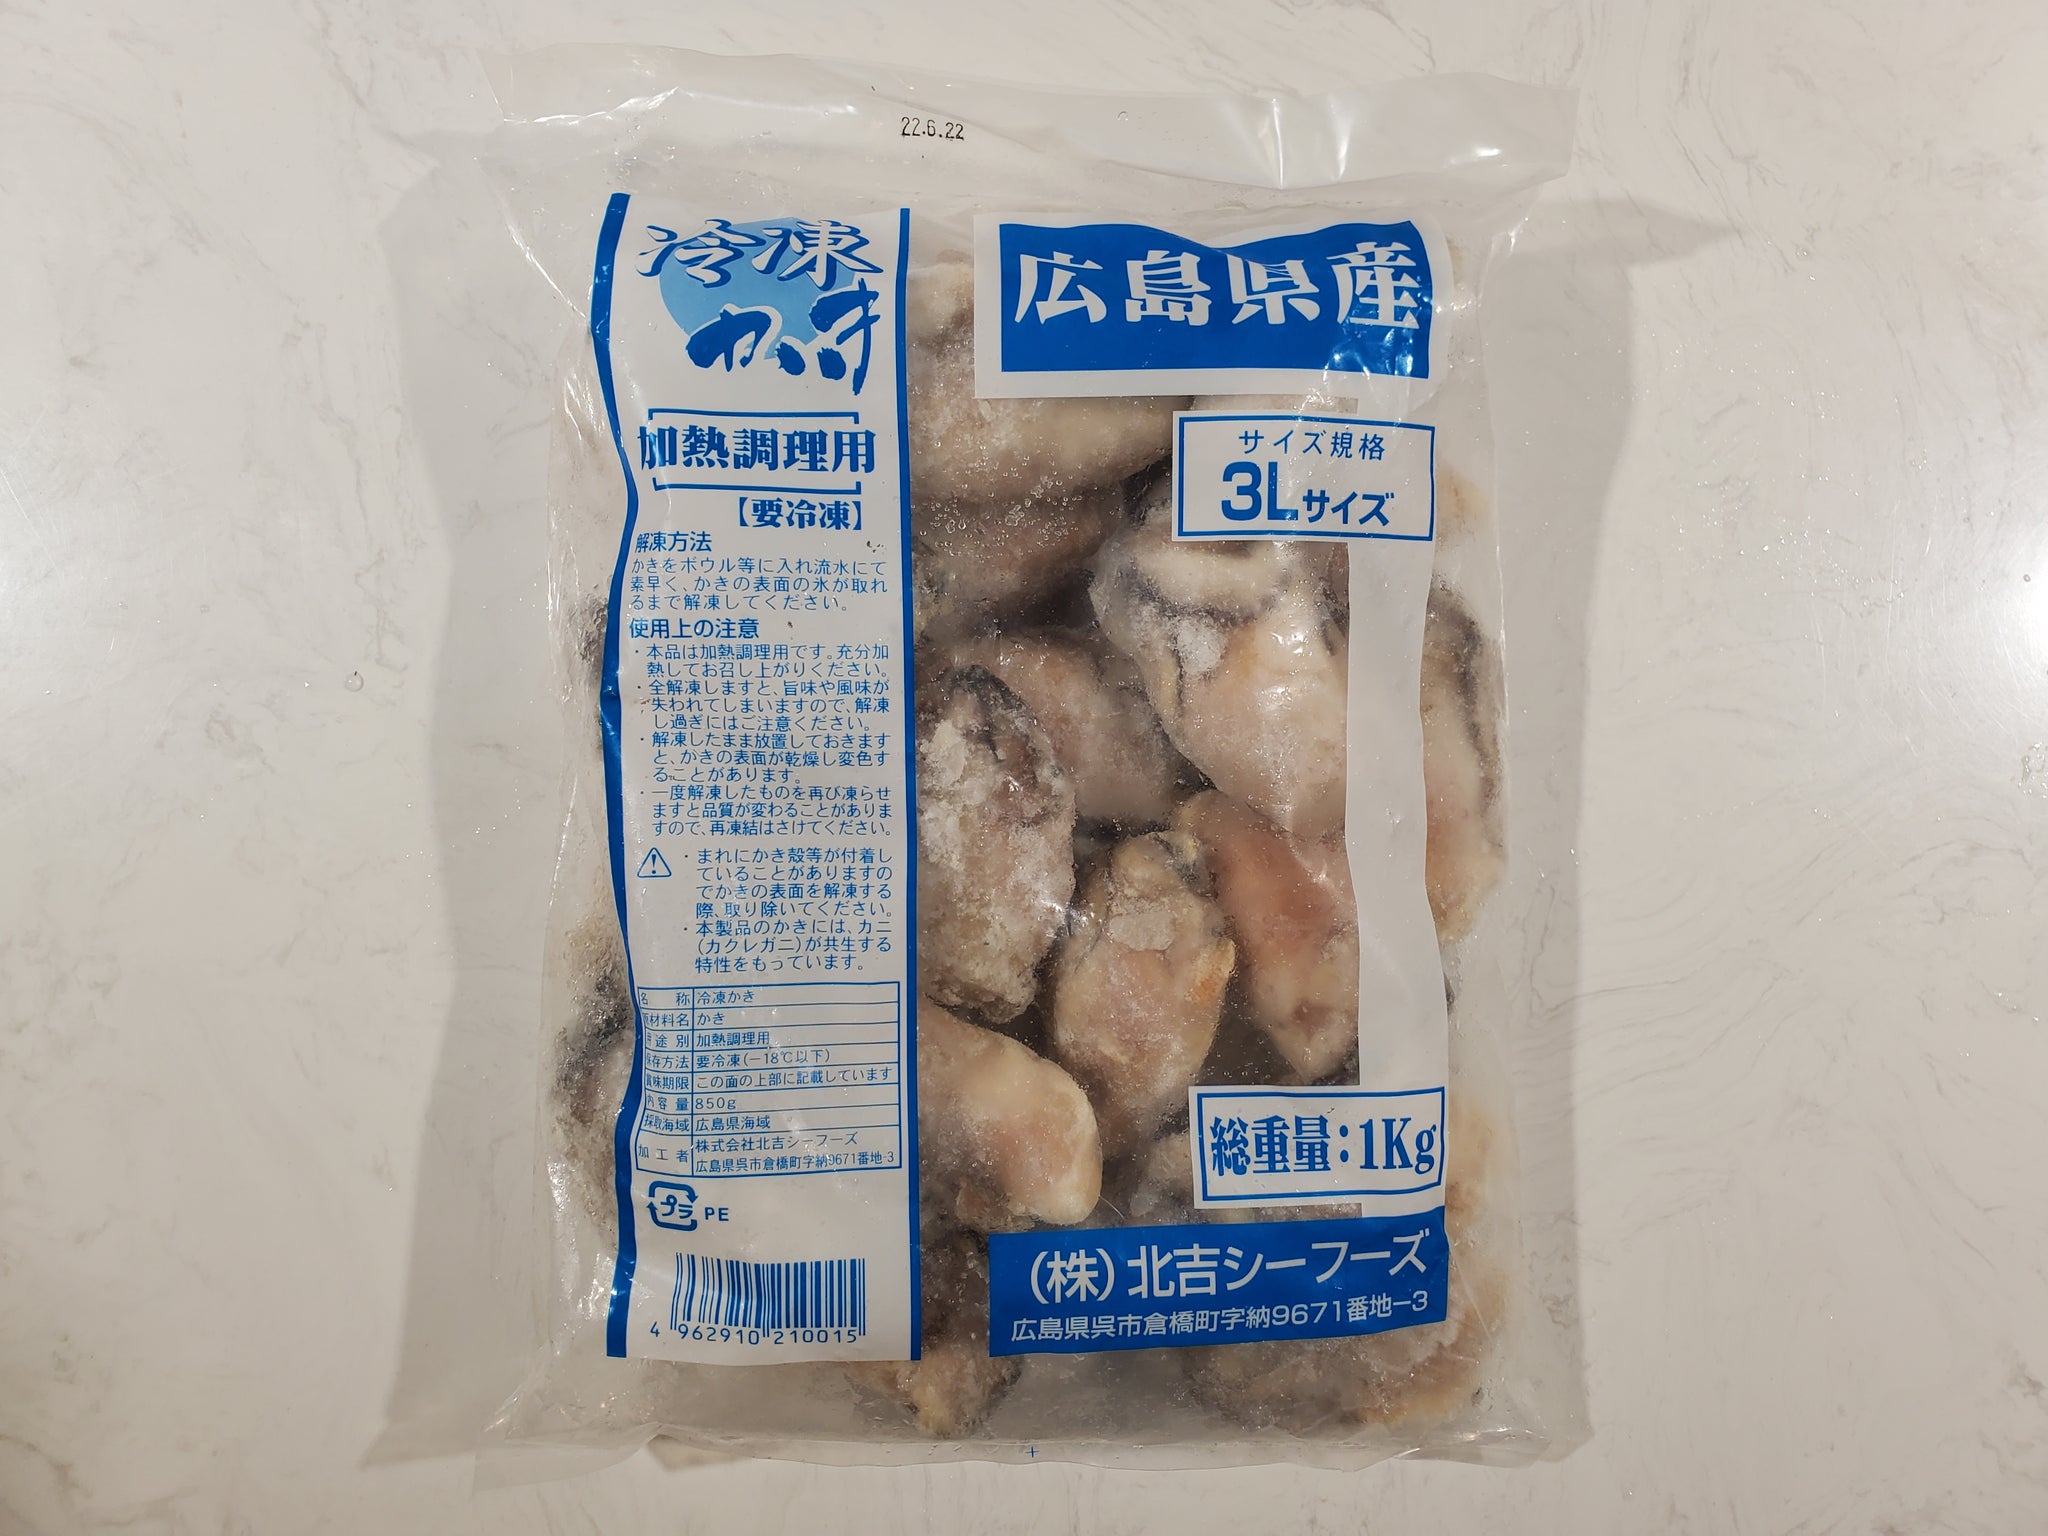 22.6.22
冷凍
かき
加熱調理用
【要冷凍】
解凍方法
かきをボウル等に入れ流水にて
素早く、かきの表面の氷が取れ
るまで解凍してください。
使用上の注意
・本品は加熱調理用です。充分加
熱してお召し上がりください。
・全解凍しますと、旨味や風味が
失われてしまいますので、解凍
し過ぎにはご注意ください。
・解凍したまま放置しておきます
と、かきの表面が乾燥し変色す
ることがあります。
・一度解凍したものを再び凍らせ
ますと品質が変わることがありま
すので、再凍結はさけてください。
・まれにかき殻等が付着し
ていることがありますの
でかきの表面を解凍する
際、取り除いてください。
・本製品のかきには、カニ
(カクレガニ)が共生する
特性をもっています。
名称 冷凍かき
原材料名 かき
用途別 加熱調理用
保存方法 要冷凍(−18℃以下)
賞味期限 この面の上部に記載しています
内容量 850g
採取海域 広島県海域
加工者 株式会社北吉シーフーズ
広島県呉市倉橋町字納9671番地-3
プラ PE
4 962910 210015
広島県産
サイズ規格
3Lサイズ
総重量:1Kg
(株)北吉シーフーズ
広島県呉市倉橋町字納9671番地−3